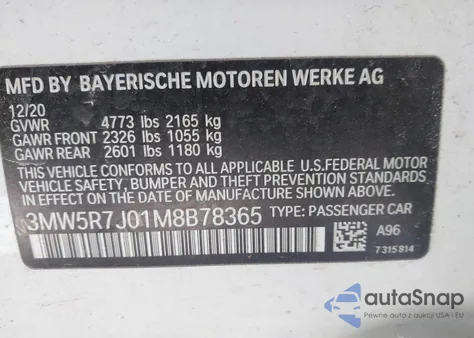 MFD BY BAYERISCHE MOTOREN WERKE AG
12/20
GVWR 4773 lbs 2165 kg
GAWR FRONT 2326 lbs 1055 kg
GAWR REAR 2601 lbs 1180 kg
THIS VEHICLE CONFORMS TO ALL APPLICABLE U.S.FEDERAL MOTOR
VEHICLE SAFETY, BUMPER, AND THEFT PREVENTION STANDARDS
IN EFFECT ON THE DATE OF MANUFACTURE SHOWN ABOVE.
3MW5R7J01M8B78365 TYPE: PASSENGER CAR
A96
7315814
autoSnap
Pewne auta z USA i EU